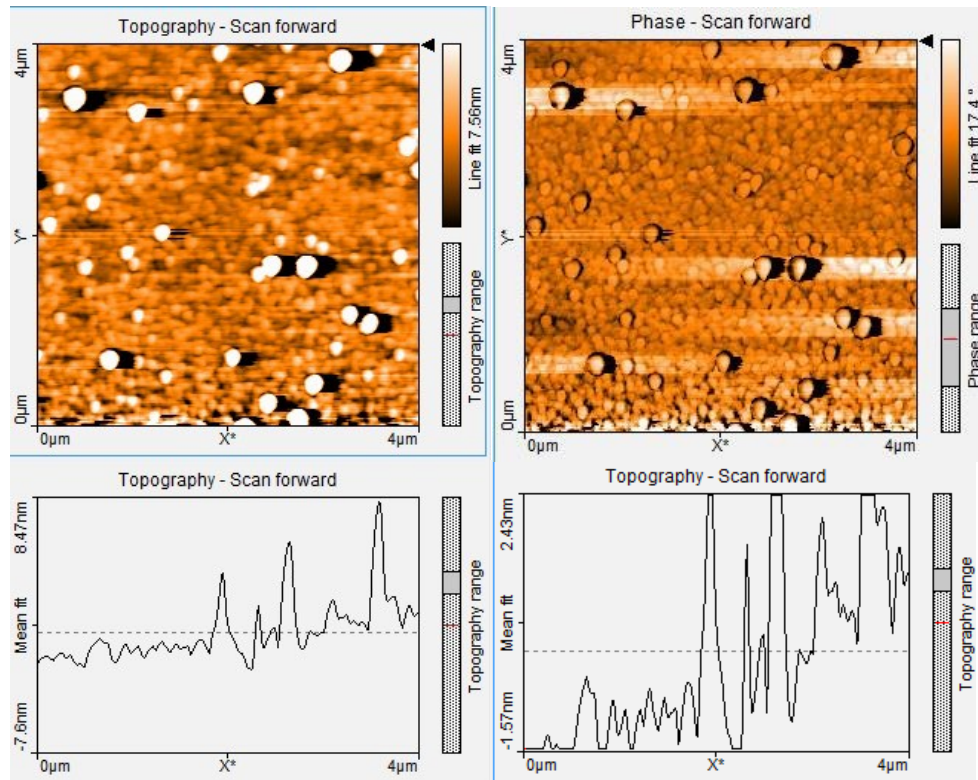 Topography - Scan forward
4µm
Y*
0µm
0µm
X*
4µm
Line fit 7.56nm
Topography range
Phase - Scan forward
4µm
Y*
0µm
0µm
X*
4µm
Line fit 17.4 °
Phase range
Topography - Scan forward
8.47nm
Mean fit
-7.6nm
0µm
X*
4µm
Topography range
Topography - Scan forward
2.43nm
Mean fit
-1.57nm
0µm
X*
4µm
Topography range